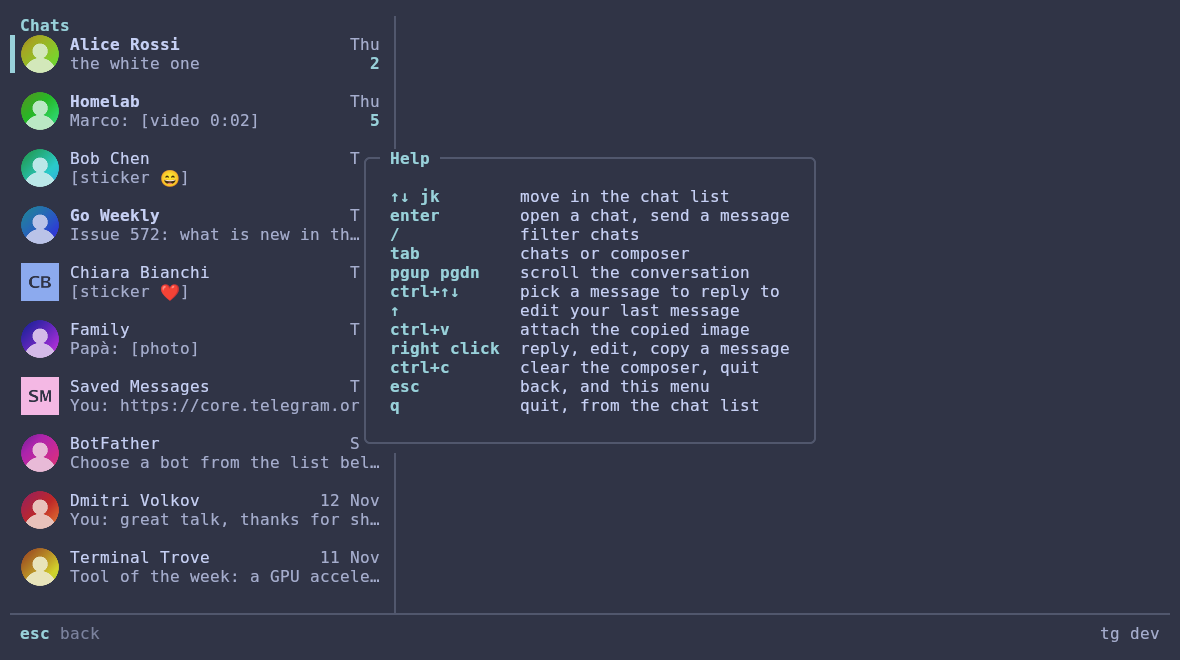 Chats
Alice Rossi Thu
the white one 2
Homelab Thu
Marco: [video 0:02] 5
Bob Chen T
[sticker 😄]
Go Weekly T
Issue 572: what is new in th…
CB Chiara Bianchi T
[sticker ❤️]
Family T
Papà: [photo]
SM Saved Messages T
You: https://core.telegram.or
BotFather S
Choose a bot from the list bel…
Dmitri Volkov 12 Nov
You: great talk, thanks for sh…
Terminal Trove 11 Nov
Tool of the week: a GPU accele…
Help
↑↓ jk move in the chat list
enter open a chat, send a message
/ filter chats
tab chats or composer
pgup pgdn scroll the conversation
ctrl+↑↓ pick a message to reply to
↑ edit your last message
ctrl+v attach the copied image
right click reply, edit, copy a message
ctrl+c clear the composer, quit
esc back, and this menu
q quit, from the chat list
esc back
tg dev